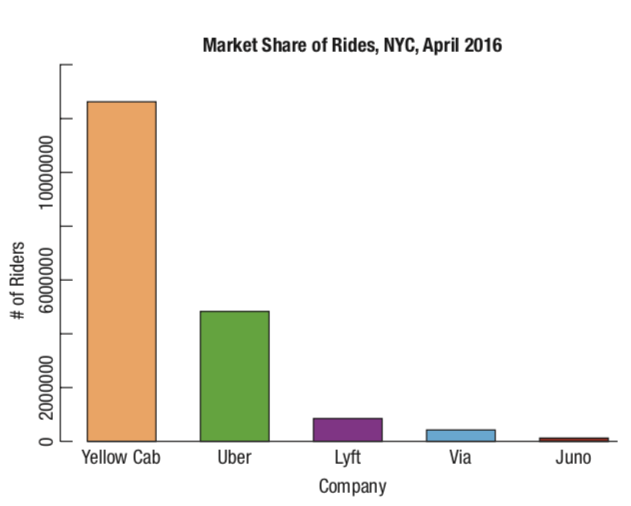 Market Share of Rides, NYC, April 2016
# of Riders
10000000
6000000
2000000
0
Yellow Cab Uber Lyft Via Juno
Company